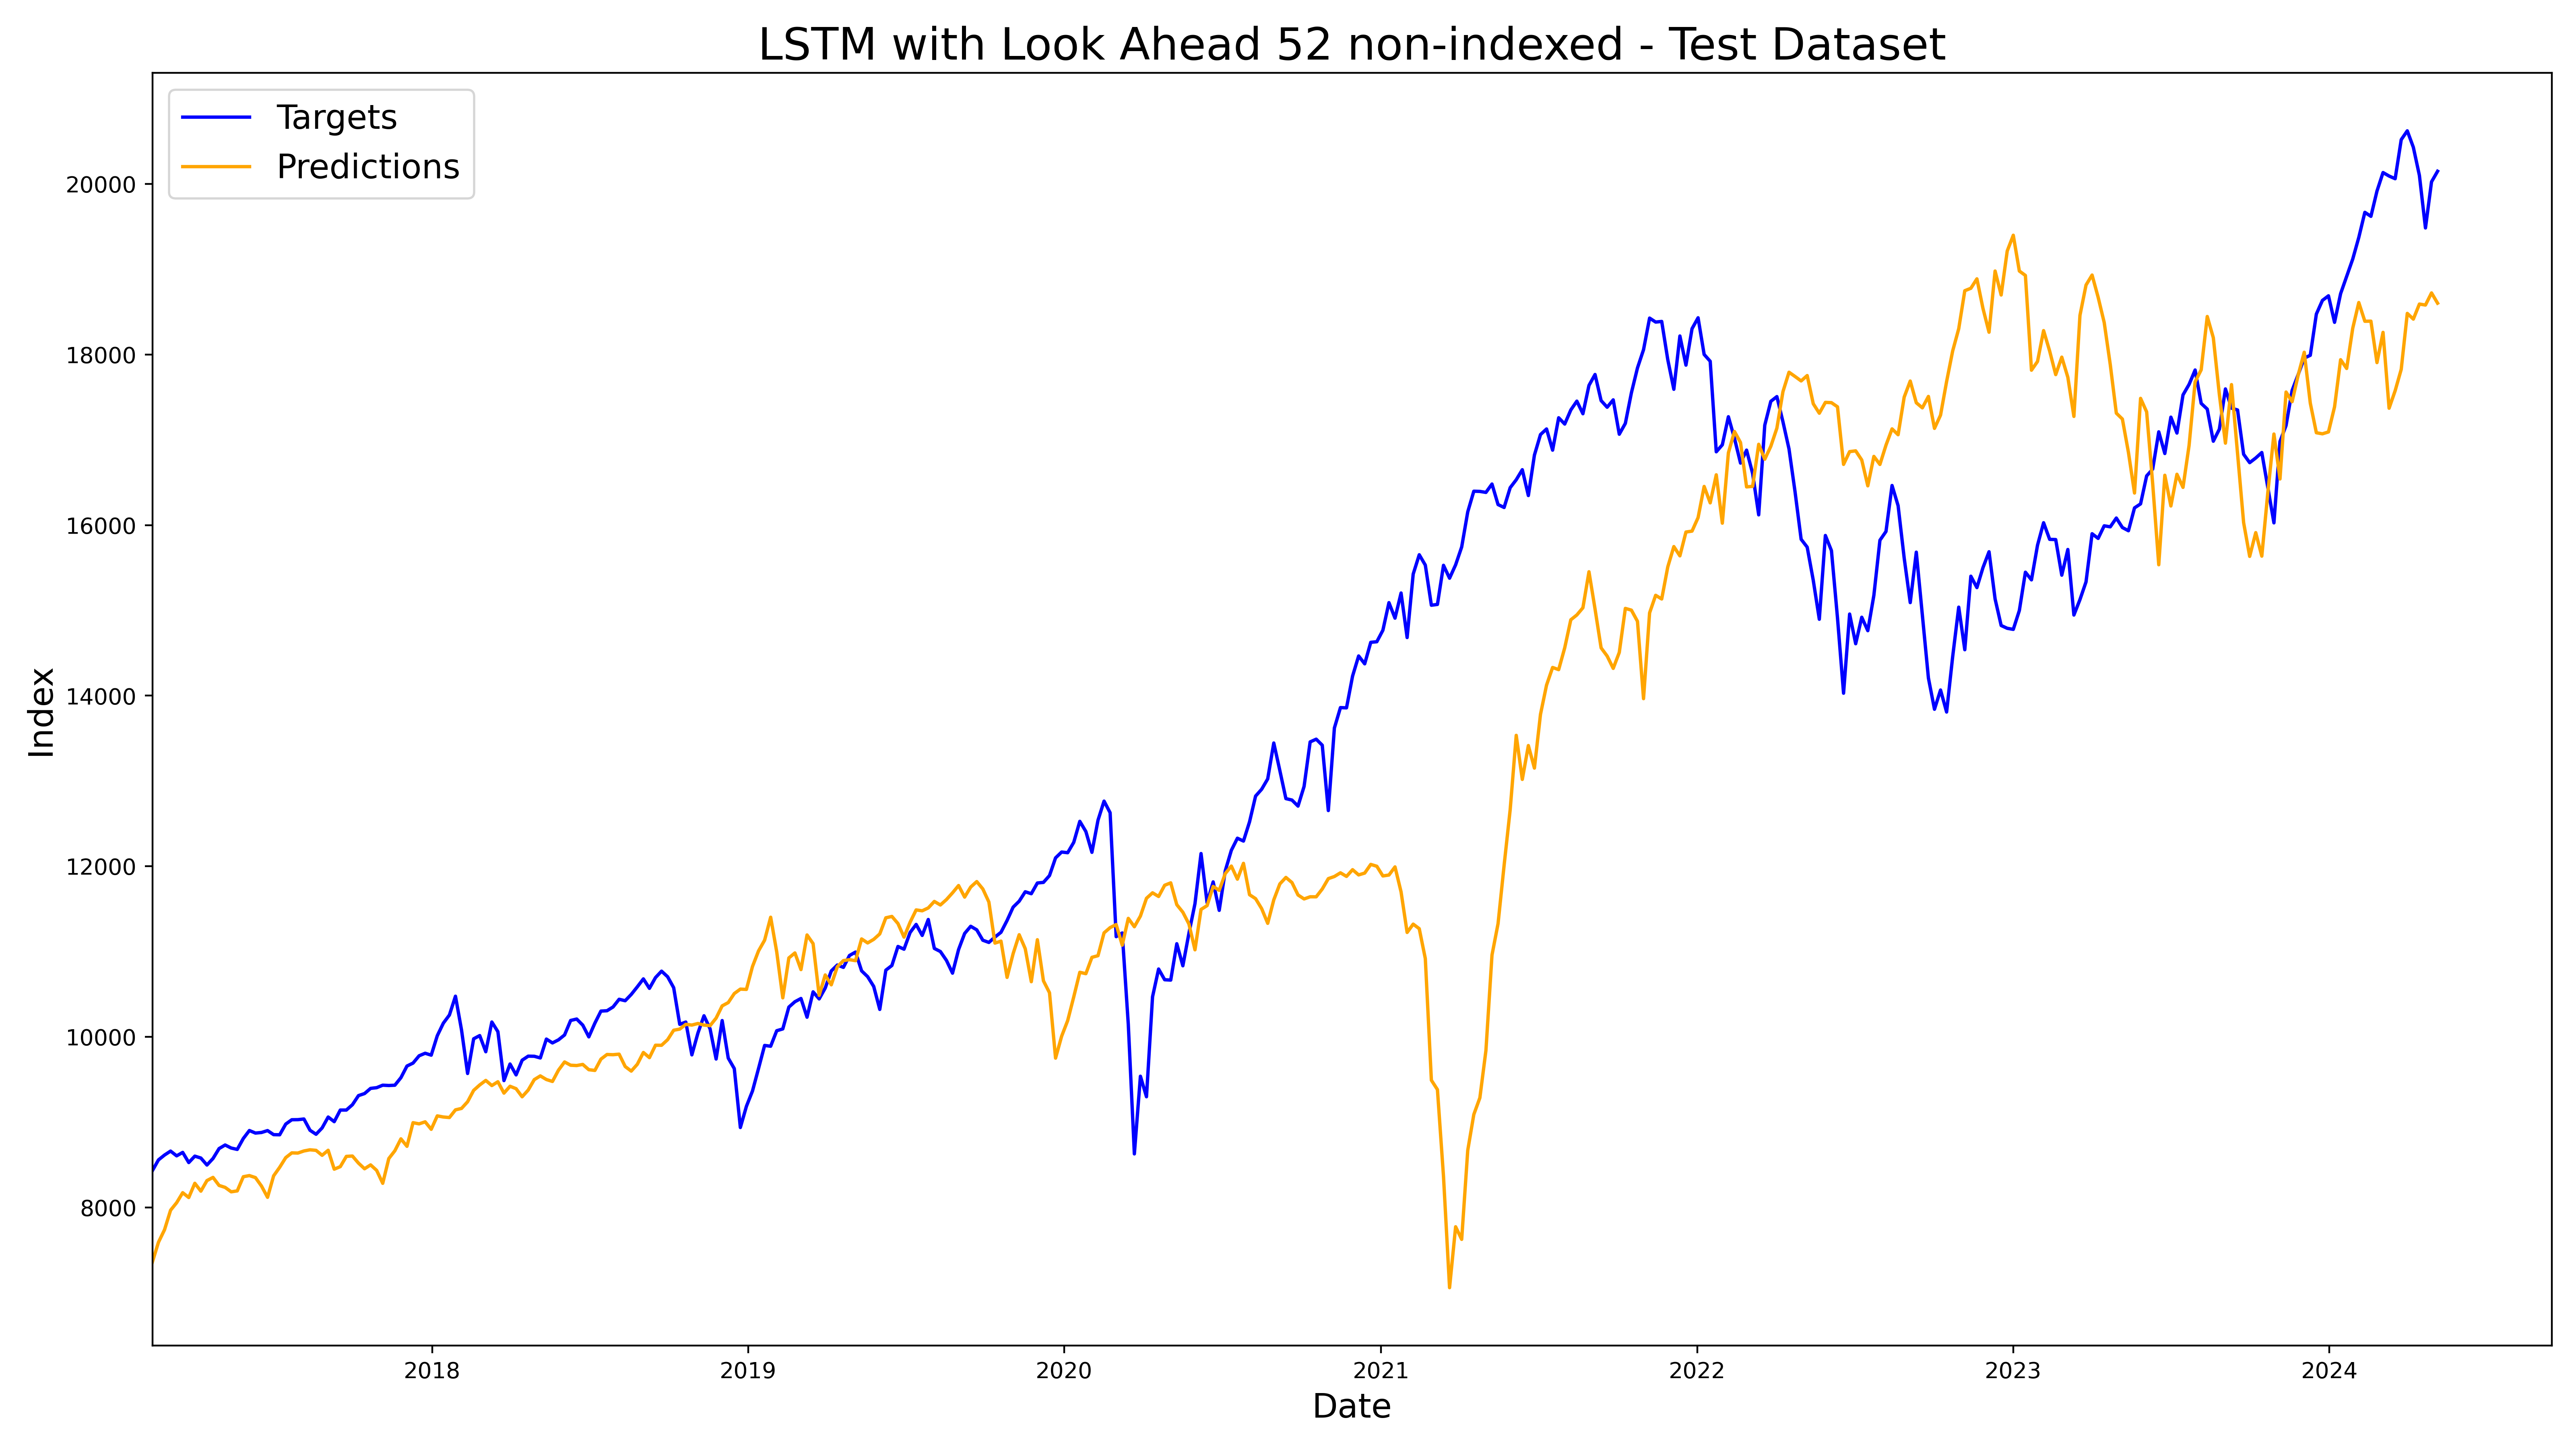 LSTM with Look Ahead 52 non-indexed - Test Dataset
Targets
Predictions
20000
18000
16000
14000
12000
10000
8000
Index
2018 2019 2020 2021 2022 2023 2024
Date